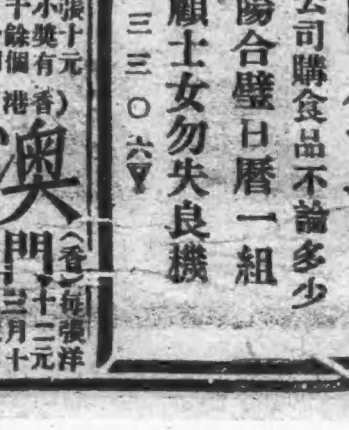 公司購食品不論多少
陽合璧日曆一組
顧士女勿失良機
三三〇六
張十元
小獎有
千餘個
(香
港)
澳
門
(香)每張洋
十二元
三月十